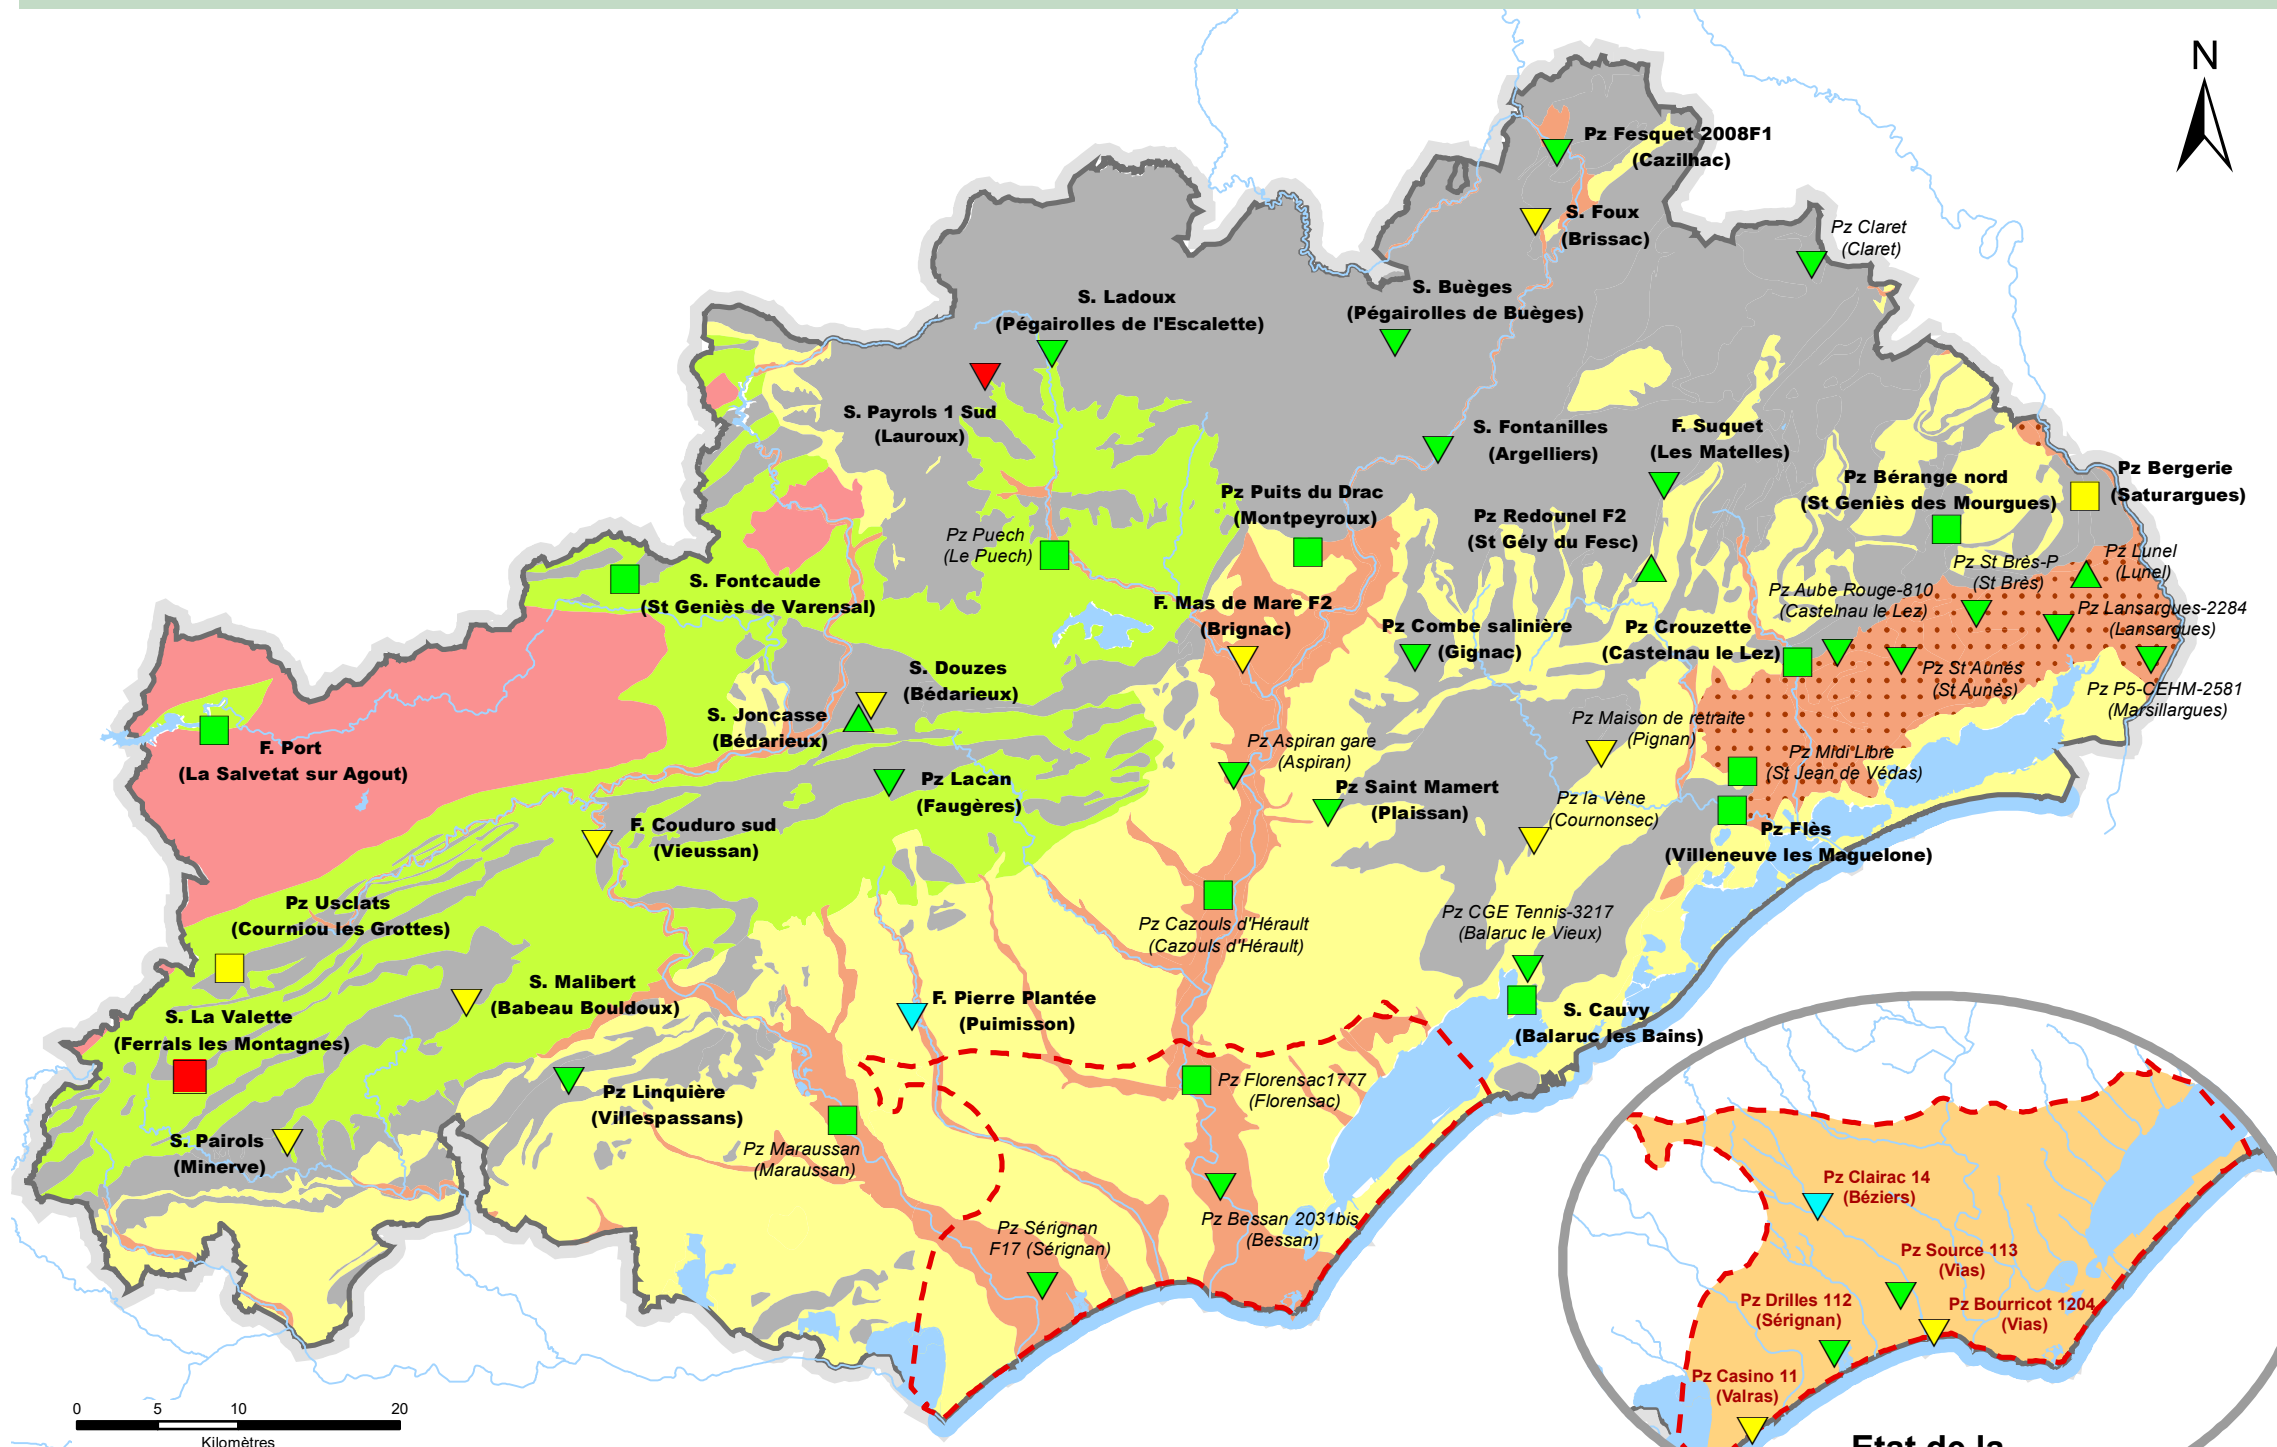 N
Pz Fesquet 2008F1
(Cazilhac)
S. Foux
(Brissac)
Pz Claret
(Claret)
S. Ladoux
(Pégairolles de l'Escalette)
S. Buèges
(Pégairolles de Buèges)
S. Payrols 1 Sud
(Lauroux)
S. Fontanilles
(Argelliers)
F. Suquet
(Les Matelles)
Pz Bérange nord
(St Geniès des Mourgues)
Pz Bergerie
(Saturargues)
Pz Puits du Drac
(Montpeyroux)
Pz Redounel F2
(St Gély du Fesc)
Pz Puech
(Le Puech)
Pz St Brès-P
(St Brès)
Pz Lunel
(Lunel)
S. Fontcaude
(St Geniès de Varensal)
Pz Aube Rouge-810
(Castelnau le Lez)
Pz Lansargues-2284
(Lansargues)
F. Mas de Mare F2
(Brignac)
Pz Combe salinière
(Gignac)
Pz Crouzette
(Castelnau le Lez)
S. Douzes
(Bédarieux)
Pz St Aunés
(St Aunès)
Pz P5-CEHM-2581
(Marsillargues)
S. Joncasse
(Bédarieux)
Pz Maison de retraite
(Pignan)
F. Port
(La Salvetat sur Agout)
Pz Aspiran gare
(Aspiran)
Pz Midi Libre
(St Jean de Védas)
Pz Lacan
(Faugères)
Pz Saint Mamert
(Plaissan)
Pz la Vène
(Cournonsec)
F. Couduro sud
(Vieussan)
Pz Flès
(Villeneuve les Maguelone)
Pz Usclats
(Courniou les Grottes)
Pz Cazouls d'Hérault
(Cazouls d'Hérault)
Pz CGE Tennis-3217
(Balaruc le Vieux)
S. Malibert
(Babeau Bouldoux)
F. Pierre Plantée
(Puimisson)
S. Cauvy
(Balaruc les Bains)
S. La Valette
(Ferrals les Montagnes)
Pz Linquière
(Villespassans)
Pz Florensac1777
(Florensac)
S. Pairols
(Minerve)
Pz Maraussan
(Maraussan)
Pz Sérignan
F17 (Sérignan)
Pz Bessan 2031bis
(Bessan)
Pz Clairac 14
(Béziers)
Pz Source 113
(Vias)
Pz Drilles 112
(Sérignan)
Pz Bourricot 1204
(Vias)
Pz Casino 11
(Valras)
0 5 10 20
Kilomètres
Etat de la